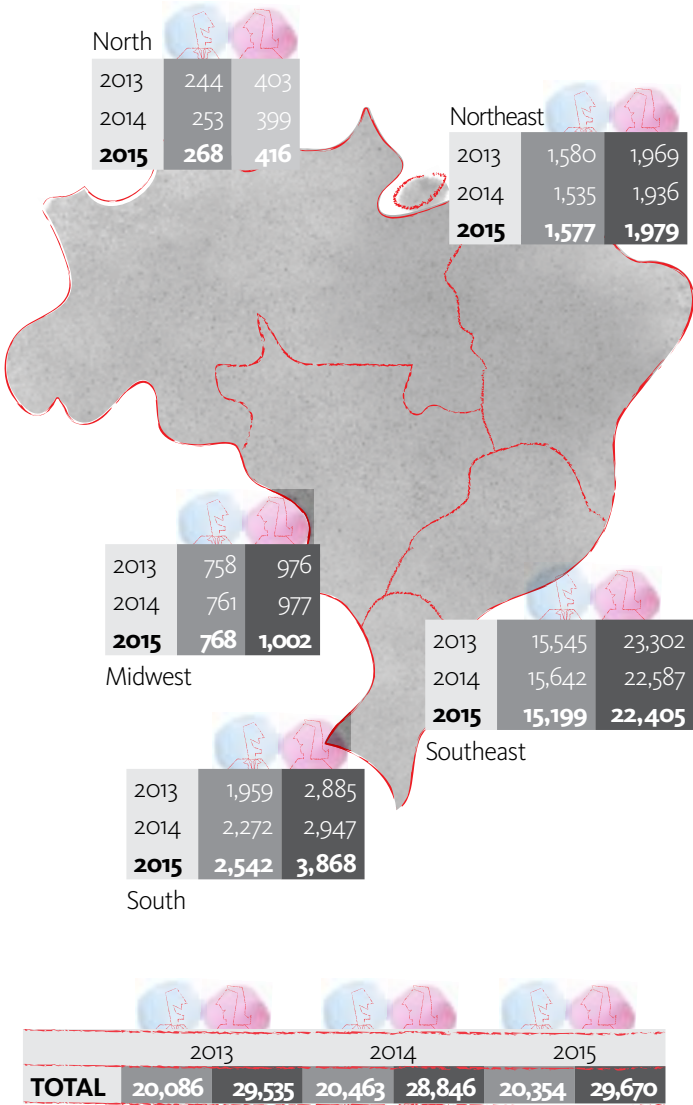 North
2013 244 403
2014 253 399
2015 268 416
Northeast
2013 1,580 1,969
2014 1,535 1,936
2015 1,577 1,979
2013 758 976
2014 761 977
2015 768 1,002
Midwest
2013 15,545 23,302
2014 15,642 22,587
2015 15,199 22,405
Southeast
2013 1,959 2,885
2014 2,272 2,947
2015 2,542 3,868
South
2013 2014 2015
TOTAL 20,086 29,535 20,463 28,846 20,354 29,670